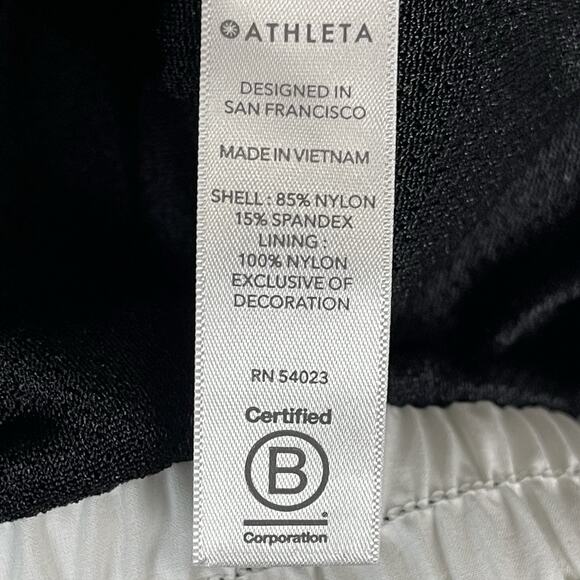 ATHLETA
DESIGNED IN
SAN FRANCISCO
MADE IN VIETNAM
SHELL : 85% NYLON
15% SPANDEX
LINING :
100% NYLON
EXCLUSIVE OF
DECORATION
RN 54023
Certified
B
®
Corporation